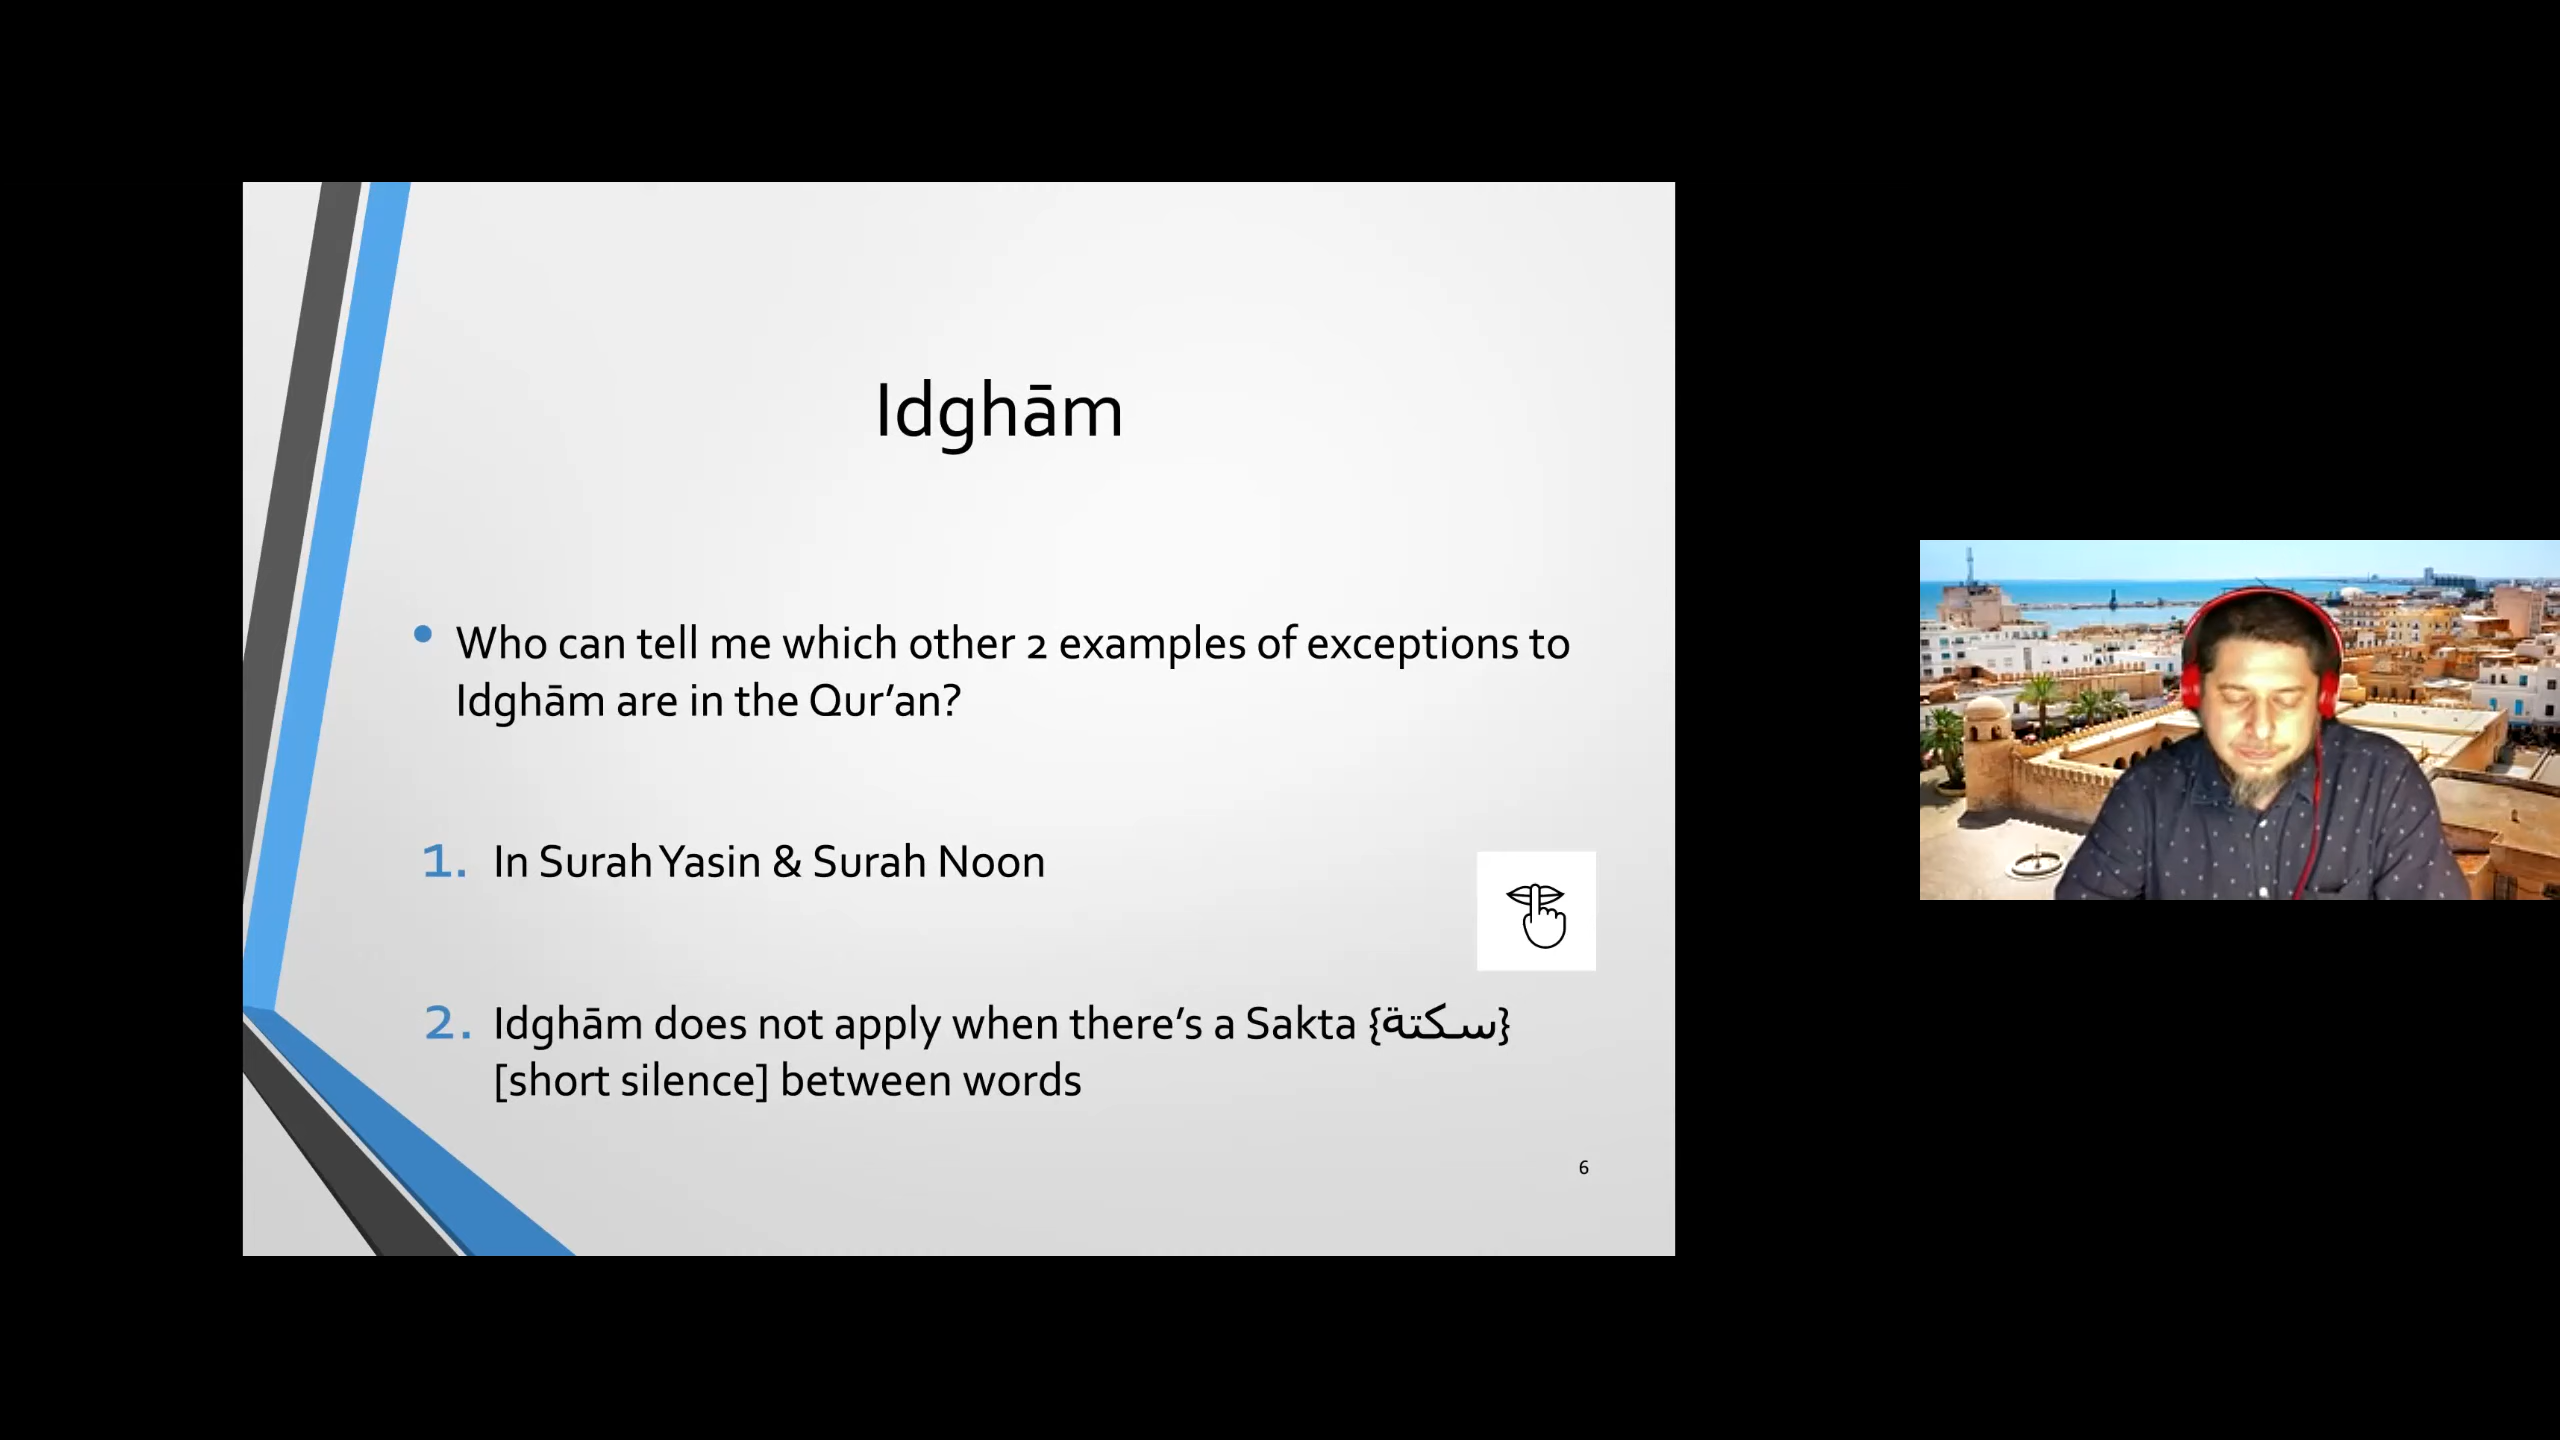 Idghām
• Who can tell me which other 2 examples of exceptions to
Idghām are in the Qur’an?
1. In Surah Yasin & Surah Noon
2. Idghām does not apply when there’s a Sakta {سكتة}
[short silence] between words
6